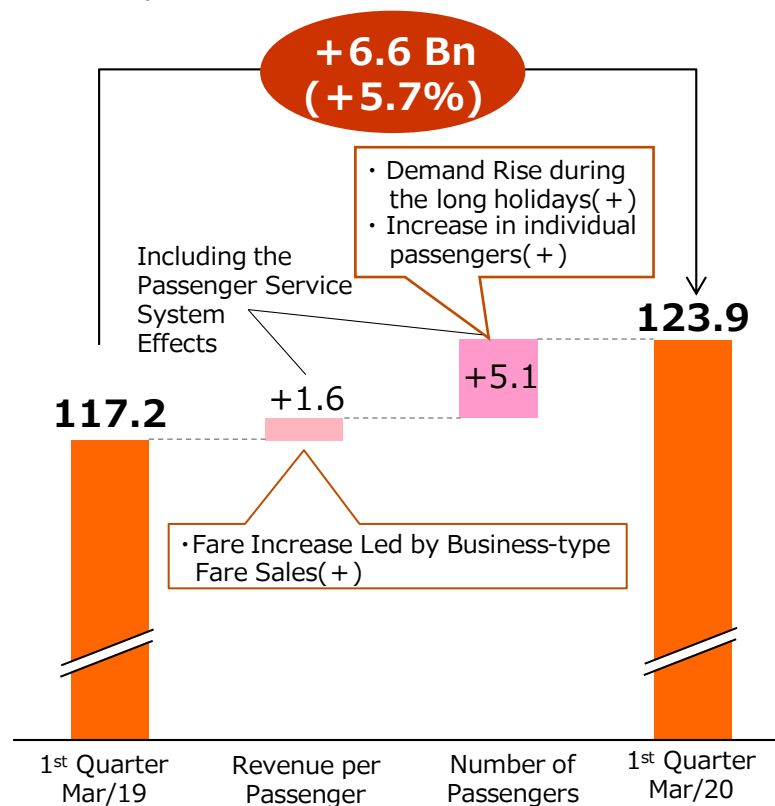 +6.6 Bn
(+5.7%)
・Demand Rise during
the long holidays(+)
・Increase in individual
passengers(+)
Including the
Passenger Service
System
Effects
123.9
+5.1
+1.6
117.2
・Fare Increase Led by Business-type
Fare Sales(+)
1st Quarter
Mar/19
Revenue per
Passenger
Number of
Passengers
1st Quarter
Mar/20